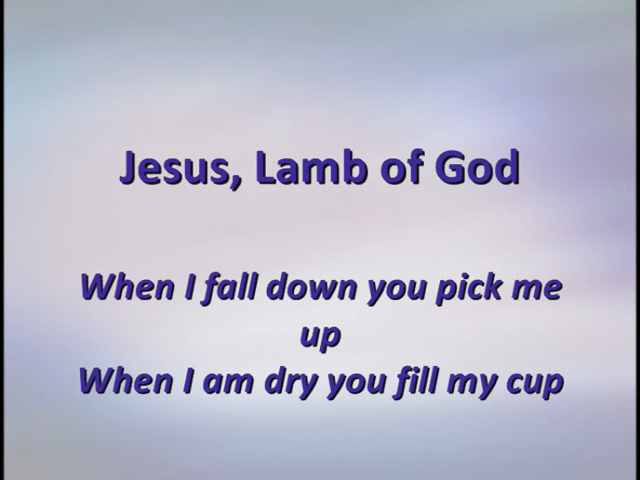 Jesus, Lamb of God
When I fall down you pick me
up
When I am dry you fill my cup